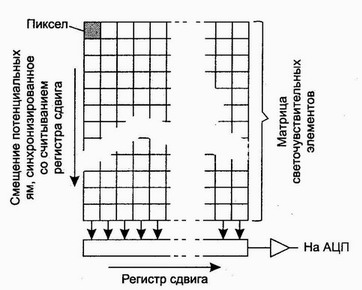 Пиксел
Смещение потенциальных
ям, синхронизированное
со считыванием
регистра сдвига
Матрица
светочувствительных
элементов
На АЦП
Регистр сдвига